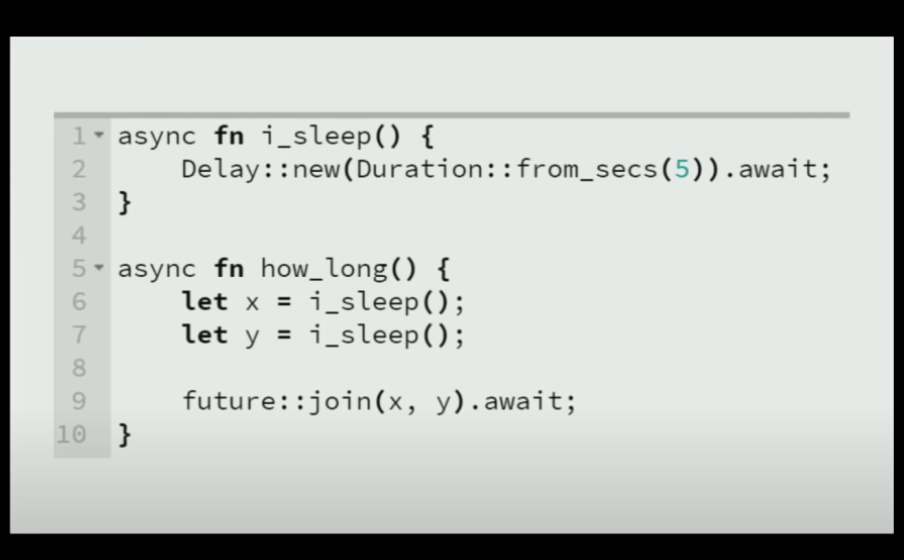 1 async fn i_sleep() {
2     Delay::new(Duration::from_secs(5)).await;
3 }
4
5 async fn how_long() {
6     let x = i_sleep();
7     let y = i_sleep();
8
9     future::join(x, y).await;
10 }